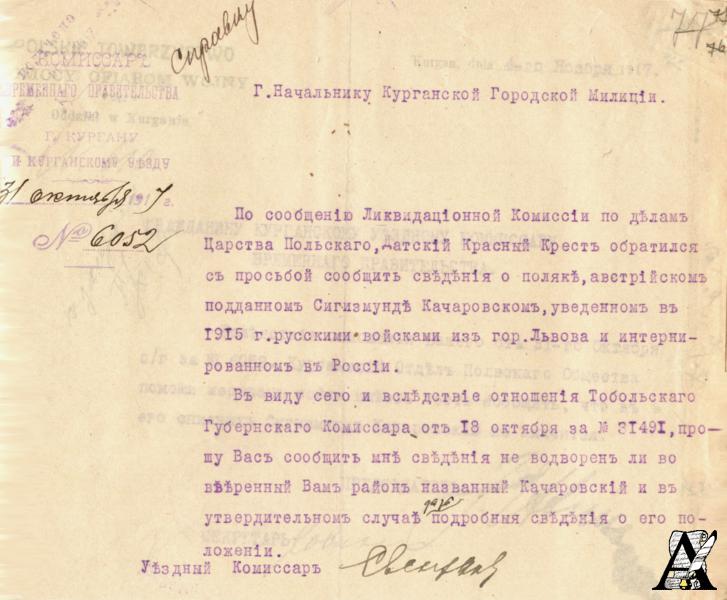 Справку
КОМИССАРЪ
ВРЕМЕННАГО ПРАВИТЕЛЬСТВА
Г. КУРГАНУ
И КУРГАНСКОМУ УѢЗДУ
31 октября 1917 г.
№ 6052
Г.Начальнику Курганской Городской Милиціи.
По сообщенію Ликвидаціонной Комиссіи по дѣламъ
Царства Польскаго,Датскій Красный Крестъ обратился
съ просьбой сообщить свѣдѣнія о полякѣ,австрійскомъ
подданномъ Сигизмундѣ Качаровскомъ,уведенномъ въ
1915 г.русскими войсками изъ гор.Львова и интерни-
рованномъ въ Россіи.
Въ виду сего и вслѣдствіе отношенія Тобольскаго
Губернскаго Комиссара отъ 18 октября за № 31491,про-
шу Васъ сообщить мнѣ свѣдѣнія не водворенъ ли во
ввѣренный Вамъ районъ названный Качаровскій и въ
утвердительномъ случаѣ подробныя свѣдѣнія о его по-
ложеніи.
Уѣздный Комиссаръ